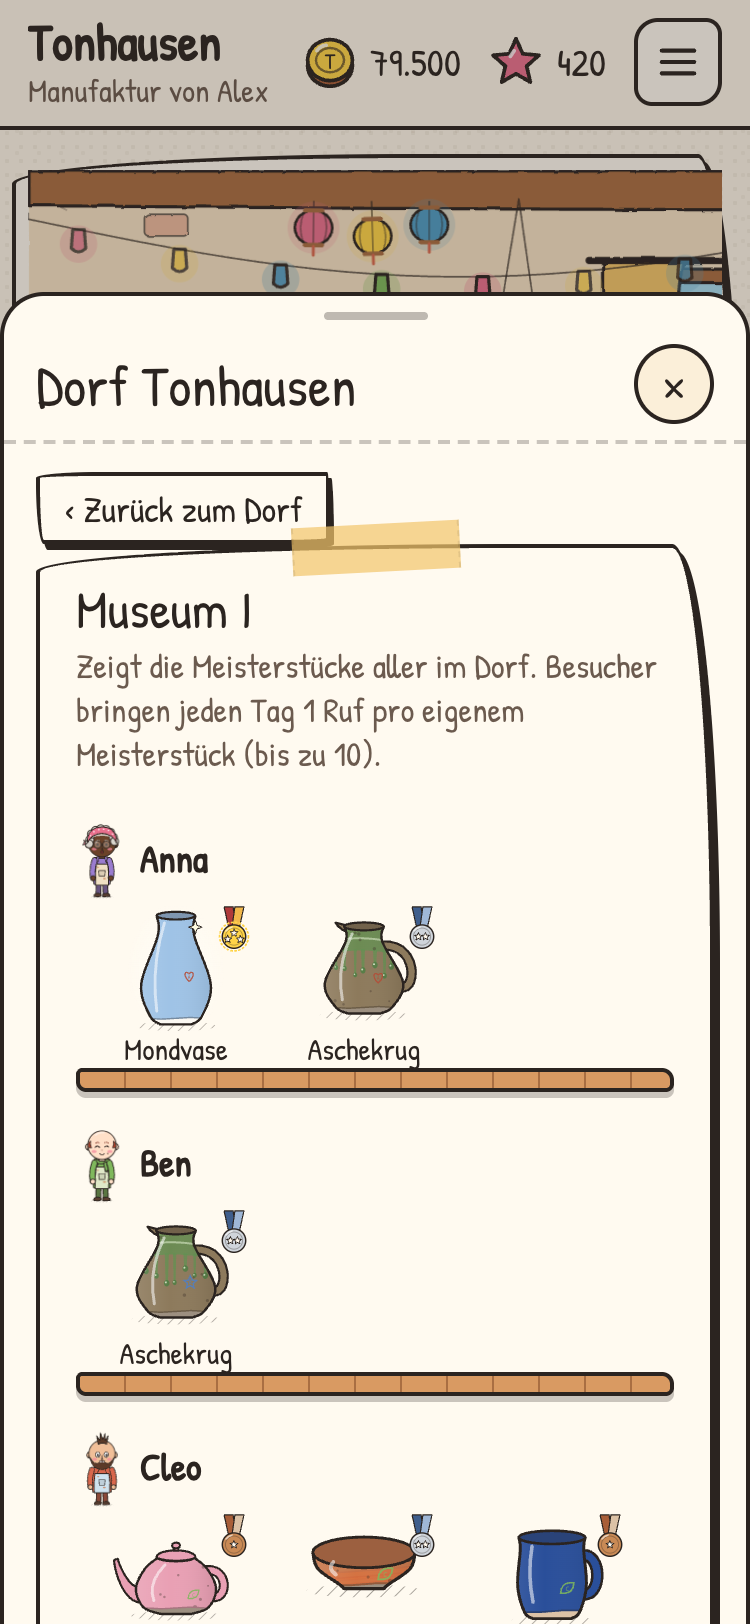 Tonhausen
Manufaktur von Alex
T
79.500
420
Dorf Tonhausen
×
‹ Zurück zum Dorf
Museum I
Zeigt die Meisterstücke aller im Dorf. Besucher
bringen jeden Tag 1 Ruf pro eigenem
Meisterstück (bis zu 10).
Anna
Mondvase
Aschekrug
Ben
Aschekrug
Cleo